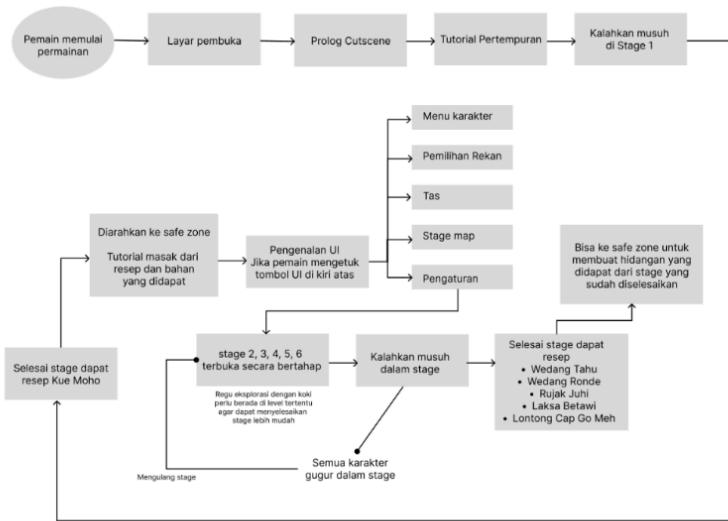 Pemain memulai
permainan
Layar pembuka
Prolog Cutscene
Tutorial Pertempuran
Kalahkan musuh
di Stage 1
Menu karakter
Pemilihan Rekan
Tas
Stage map
Pengaturan
Diarahkan ke safe zone
Tutorial masak dari
resep dan bahan
yang didapat
Pengenalan UI
Jika pemain mengetuk
tombol UI di kiri atas
Bisa ke safe zone untuk
membuat hidangan yang
didapat dari stage yang
sudah diselesaikan
Selesai stage dapat
resep Kue Moho
stage 2, 3, 4, 5, 6
terbuka secara bertahap
Regu eksplorasi dengan koki
perlu berada di level tertentu
agar dapat menyelesaikan
stage lebih mudah
Kalahkan musuh
dalam stage
Selesai stage dapat
resep
• Wedang Tahu
• Wedang Ronde
• Rujak Juhi
• Laksa Betawi
• Lontong Cap Go Meh
Semua karakter
gugur dalam stage
Mengulang stage